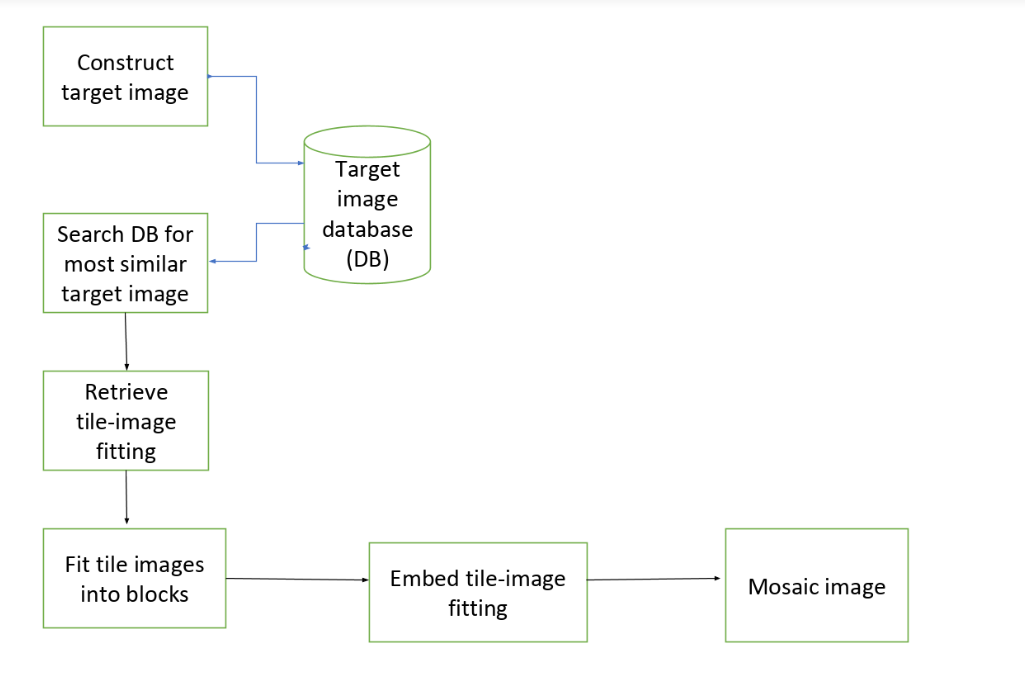 Construct
target image
Target
image
database
(DB)
Search DB for
most similar
target image
Retrieve
tile-image
fitting
Fit tile images
into blocks
Embed tile-image
fitting
Mosaic image